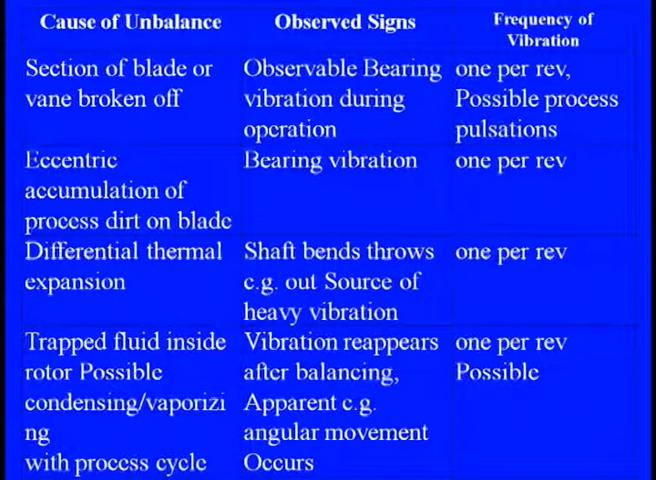 Cause of Unbalance Observed Signs Frequency of
Vibration
Section of blade or Observable Bearing one per rev,
vane broken off vibration during Possible process
operation pulsations
Eccentric Bearing vibration one per rev
accumulation of
process dirt on blade
Differential thermal Shaft bends throws one per rev
expansion c.g. out Source of
heavy vibration
Trapped fluid inside Vibration reappears one per rev
rotor Possible after balancing, Possible
condensing/vaporizi Apparent c.g.
ng angular movement
with process cycle Occurs